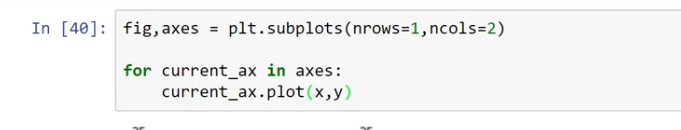 In [40]: fig,axes = plt.subplots(nrows=1,ncols=2)
for current_ax in axes:
current_ax.plot(x,y)